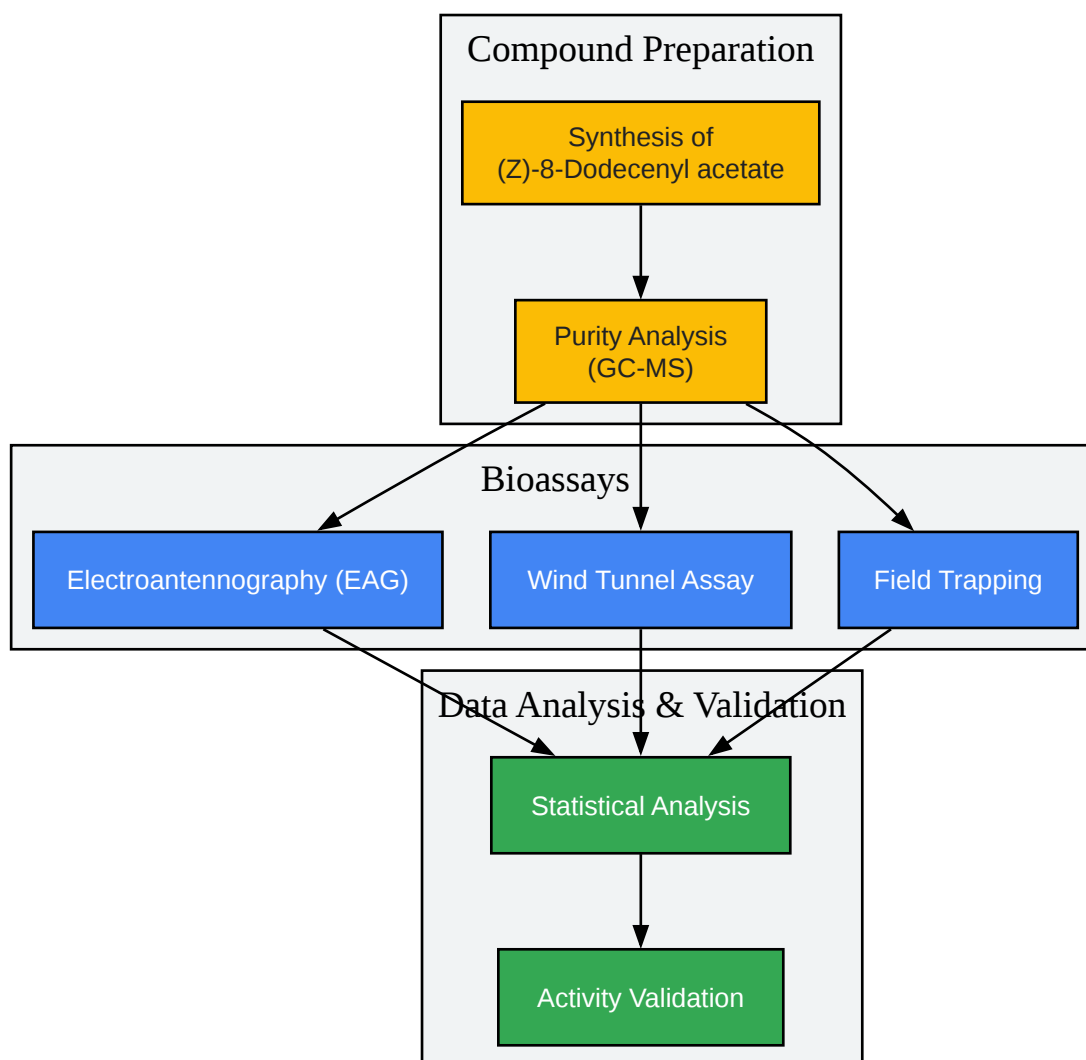 Compound Preparation
Synthesis of
(Z)-8-Dodecenyl acetate
Purity Analysis
(GC-MS)
Bioassays
Electroantennography (EAG)
Wind Tunnel Assay
Field Trapping
Data Analysis & Validation
Statistical Analysis
Activity Validation